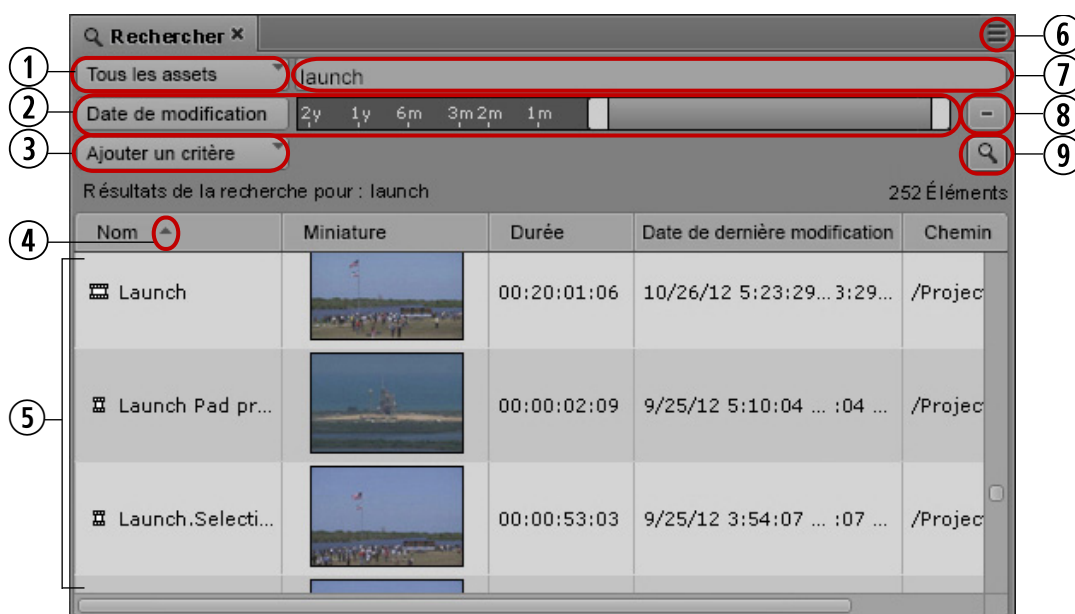 Rechercher ×
6
1 Tous les assets launch 7
2 Date de modification 2y 1y 6m 3m 2m 1m - 8
3 Ajouter un critère 9
Résultats de la recherche pour : launch 252 Éléments
4 Nom Miniature Durée Date de dernière modification Chemin
Launch 00:20:01:06 10/26/12 5:23:29... 3:29... /Projec
5 Launch Pad pr... 00:00:02:09 9/25/12 5:10:04 ... :04 ... /Projec
Launch.Selecti... 00:00:53:03 9/25/12 3:54:07 ... :07 ... /Projec